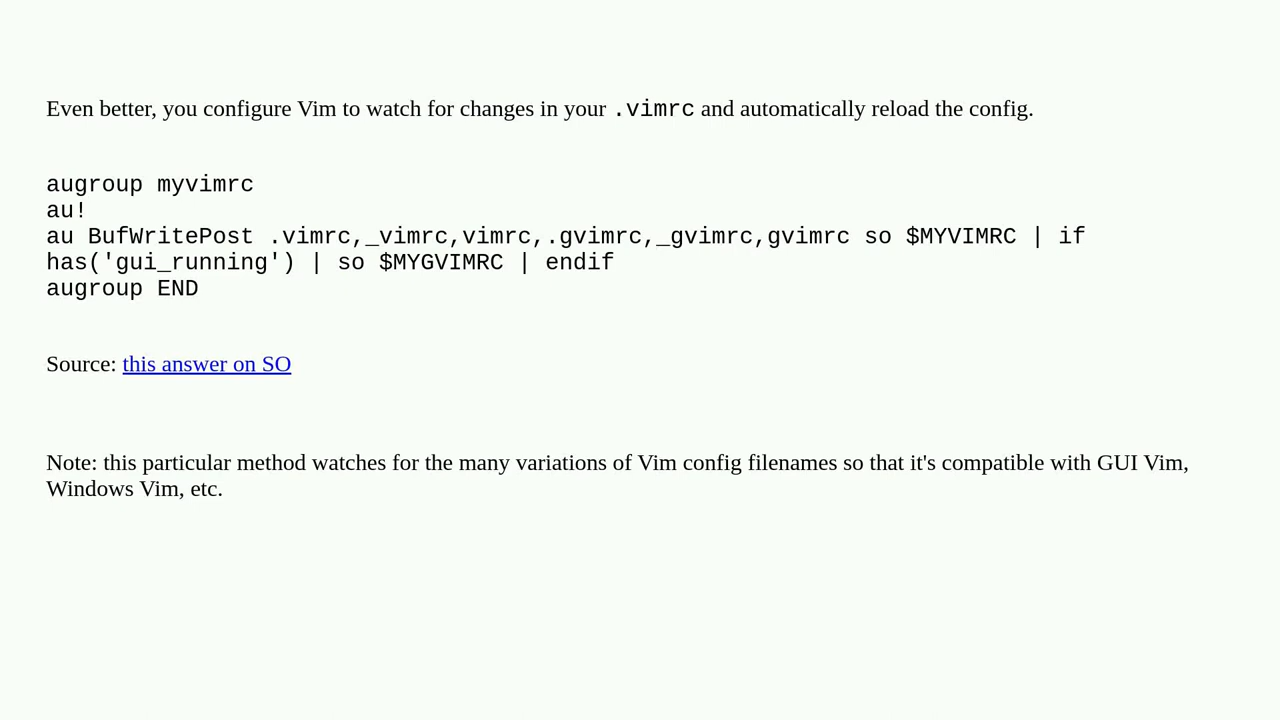 Even better, you configure Vim to watch for changes in your .vimrc and automatically reload the config.
augroup myvimrc
au!
au BufWritePost .vimrc,_vimrc,vimrc,.gvimrc,_gvimrc,gvimrc so $MYVIMRC | if
has('gui_running') | so $MYGVIMRC | endif
augroup END
Source: this answer on SO
Note: this particular method watches for the many variations of Vim config filenames so that it's compatible with GUI Vim,
Windows Vim, etc.